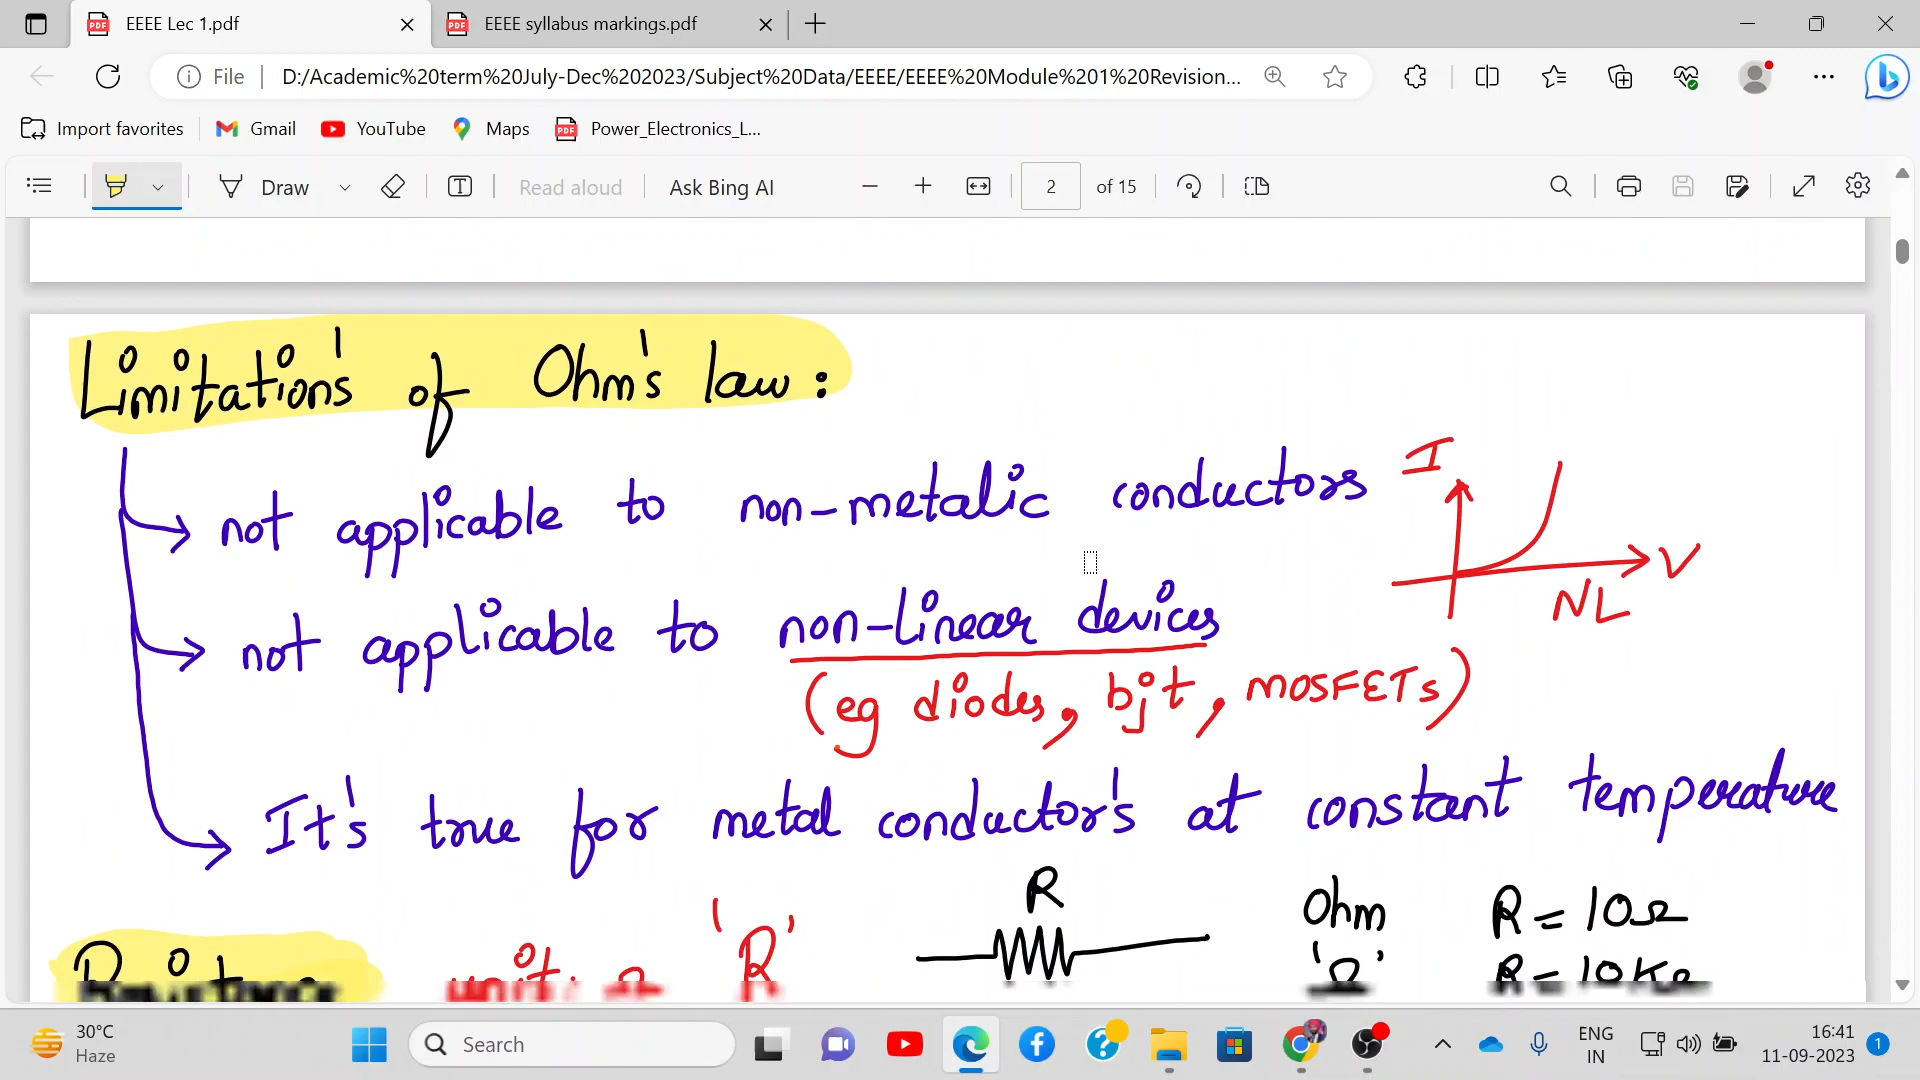 EEEE Lec 1.pdf
EEEE syllabus markings.pdf
File
D:/Academic%20term%20July-Dec%202023/Subject%20Data/EEEE/EEEE%20Module%201%20Revision...
Import favorites
Gmail
YouTube
Maps
Power_Electronics_L...
Draw
Read aloud
Ask Bing AI
2
of 15
Limitations of Ohm's law:
not applicable to non-metalic conductors
I
V
NL
not applicable to non-linear devices
(eg diodes, bjt, MOSFETs)
It's true for metal conductor's at constant temperature
R
Ohm
R = 10Ω
Resistance
unit:
'R'
'Ω'
R = 10K
30°C
Haze
Search
ENG
IN
16:41
11-09-2023
1